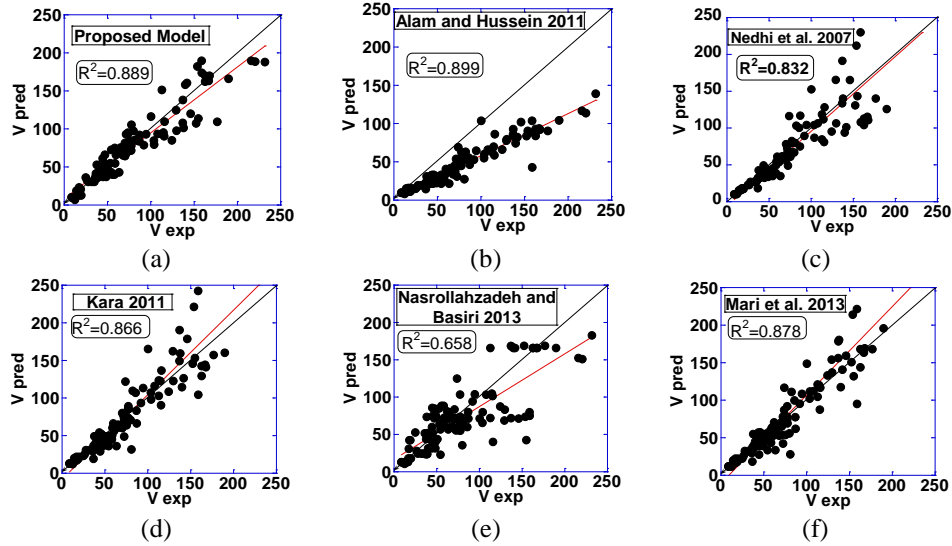 250
200
150
100
50
0
V pred
Proposed Model
R²=0.889
0 50 100 150 200 250
V exp
(a)
250
200
150
100
50
0
V pred
Alam and Hussein 2011
R²=0.899
0 50 100 150 200 250
V exp
(b)
250
200
150
100
50
0
V pred
Nedhi et al. 2007
R²=0.832
0 50 100 150 200 250
V exp
(c)
250
200
150
100
50
0
V pred
Kara 2011
R²=0.866
0 50 100 150 200 250
V exp
(d)
250
200
150
100
50
0
V pred
Nasrollahzadeh and
Basiri 2013
R²=0.658
0 50 100 150 200 250
V exp
(e)
250
200
150
100
50
0
V pred
Mari et al. 2013
R²=0.878
0 50 100 150 200 250
V exp
(f)